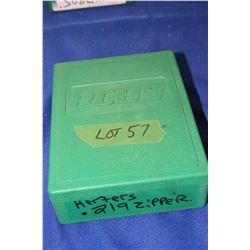 RCBS
LOT 57
Herters
.219 ZIPPER.